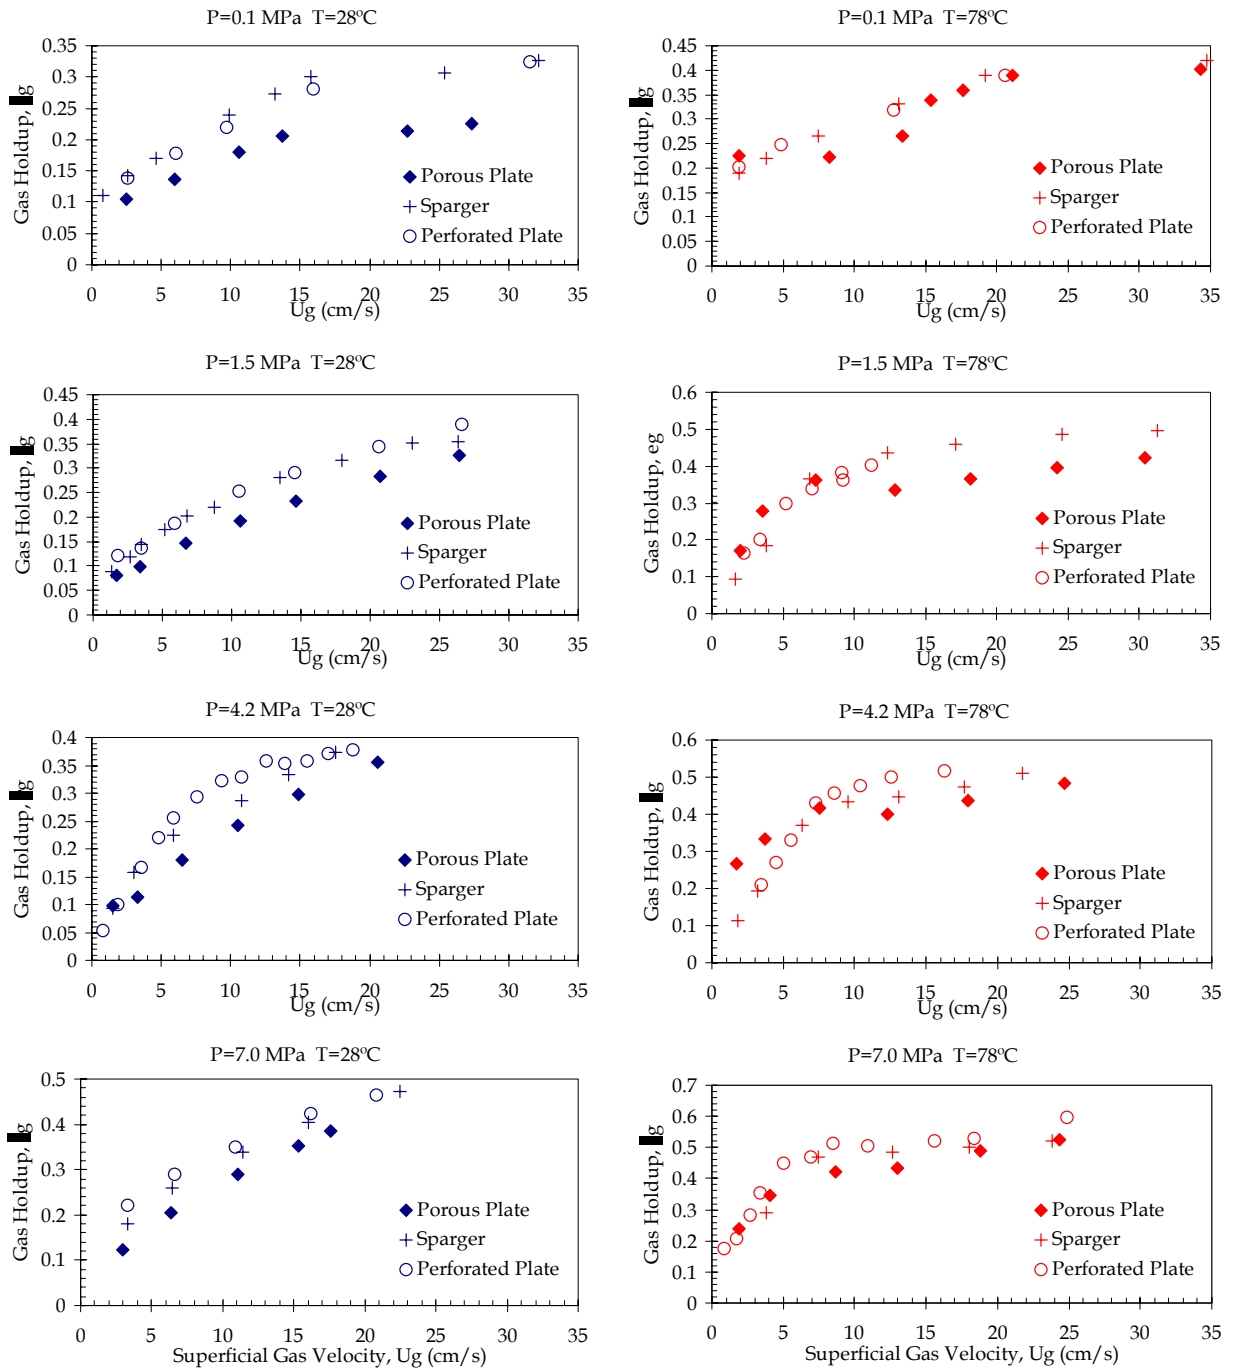 P=0.1 MPa T=28ºC
0.35
0.3
0.25
0.2
0.15
0.1
0.05
0
Gas Holdup, g
Porous Plate
Sparger
Perforated Plate
0 5 10 15 20 25 30 35
Ug (cm/s)
P=0.1 MPa T=78ºC
0.45
0.4
0.35
0.3
0.25
0.2
0.15
0.1
0.05
0
Gas Holdup, g
Porous Plate
Sparger
Perforated Plate
0 5 10 15 20 25 30 35
Ug (cm/s)
P=1.5 MPa T=28ºC
0.45
0.4
0.35
0.3
0.25
0.2
0.15
0.1
0.05
0
Gas Holdup, g
Porous Plate
Sparger
Perforated Plate
0 5 10 15 20 25 30 35
Ug (cm/s)
P=1.5 MPa T=78ºC
0.6
0.5
0.4
0.3
0.2
0.1
0
Gas Holdup, eg
Porous Plate
Sparger
Perforated Plate
0 5 10 15 20 25 30 35
Ug (cm/s)
P=4.2 MPa T=28ºC
0.4
0.35
0.3
0.25
0.2
0.15
0.1
0.05
0
Gas Holdup, g
Porous Plate
Sparger
Perforated Plate
0 5 10 15 20 25 30 35
Ug (cm/s)
P=4.2 MPa T=78ºC
0.6
0.5
0.4
0.3
0.2
0.1
0
Gas Holdup, g
Porous Plate
Sparger
Perforated Plate
0 5 10 15 20 25 30 35
Ug (cm/s)
P=7.0 MPa T=28ºC
0.5
0.4
0.3
0.2
0.1
0
Gas Holdup, g
Porous Plate
Sparger
Perforated Plate
0 5 10 15 20 25 30 35
Superficial Gas Velocity, Ug (cm/s)
P=7.0 MPa T=78ºC
0.7
0.6
0.5
0.4
0.3
0.2
0.1
0
Gas Holdup, g
Porous Plate
Sparger
Perforated Plate
0 5 10 15 20 25 30 35
Superficial Gas Velocity, Ug (cm/s)